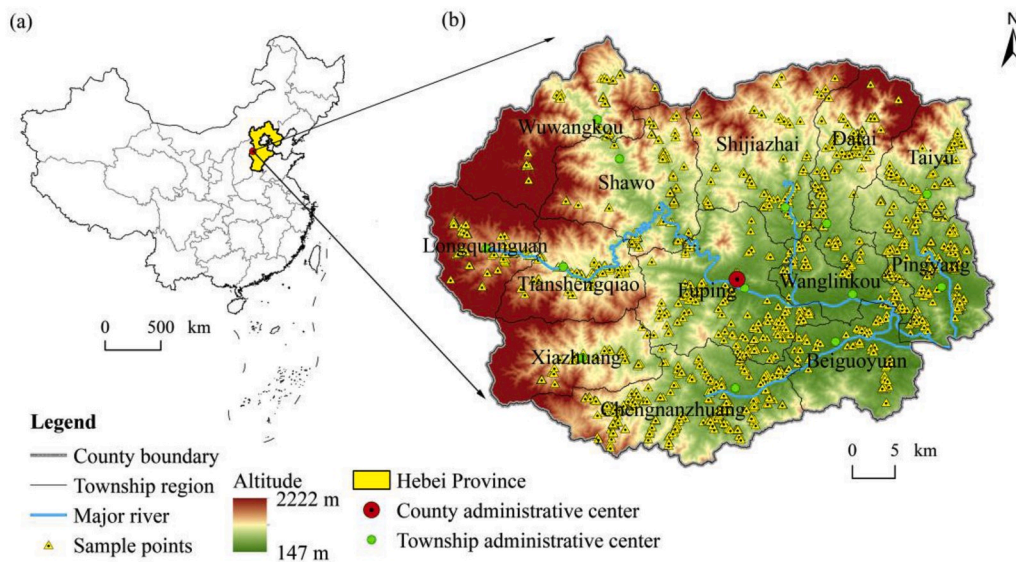 (a)
(b)
N
Wuwangkou
Shijiazhai
Datai
Taiyu
Shawo
Longquanguan
Tianshengqiao
Fuping
Wanglinkou
Pingyang
Xiazhuang
Beiguoyuan
Chengnanzhuang
0 500 km
0 5 km
Legend
County boundary
Township region
Major river
Sample points
Altitude
2222 m
147 m
Hebei Province
County administrative center
Township administrative center